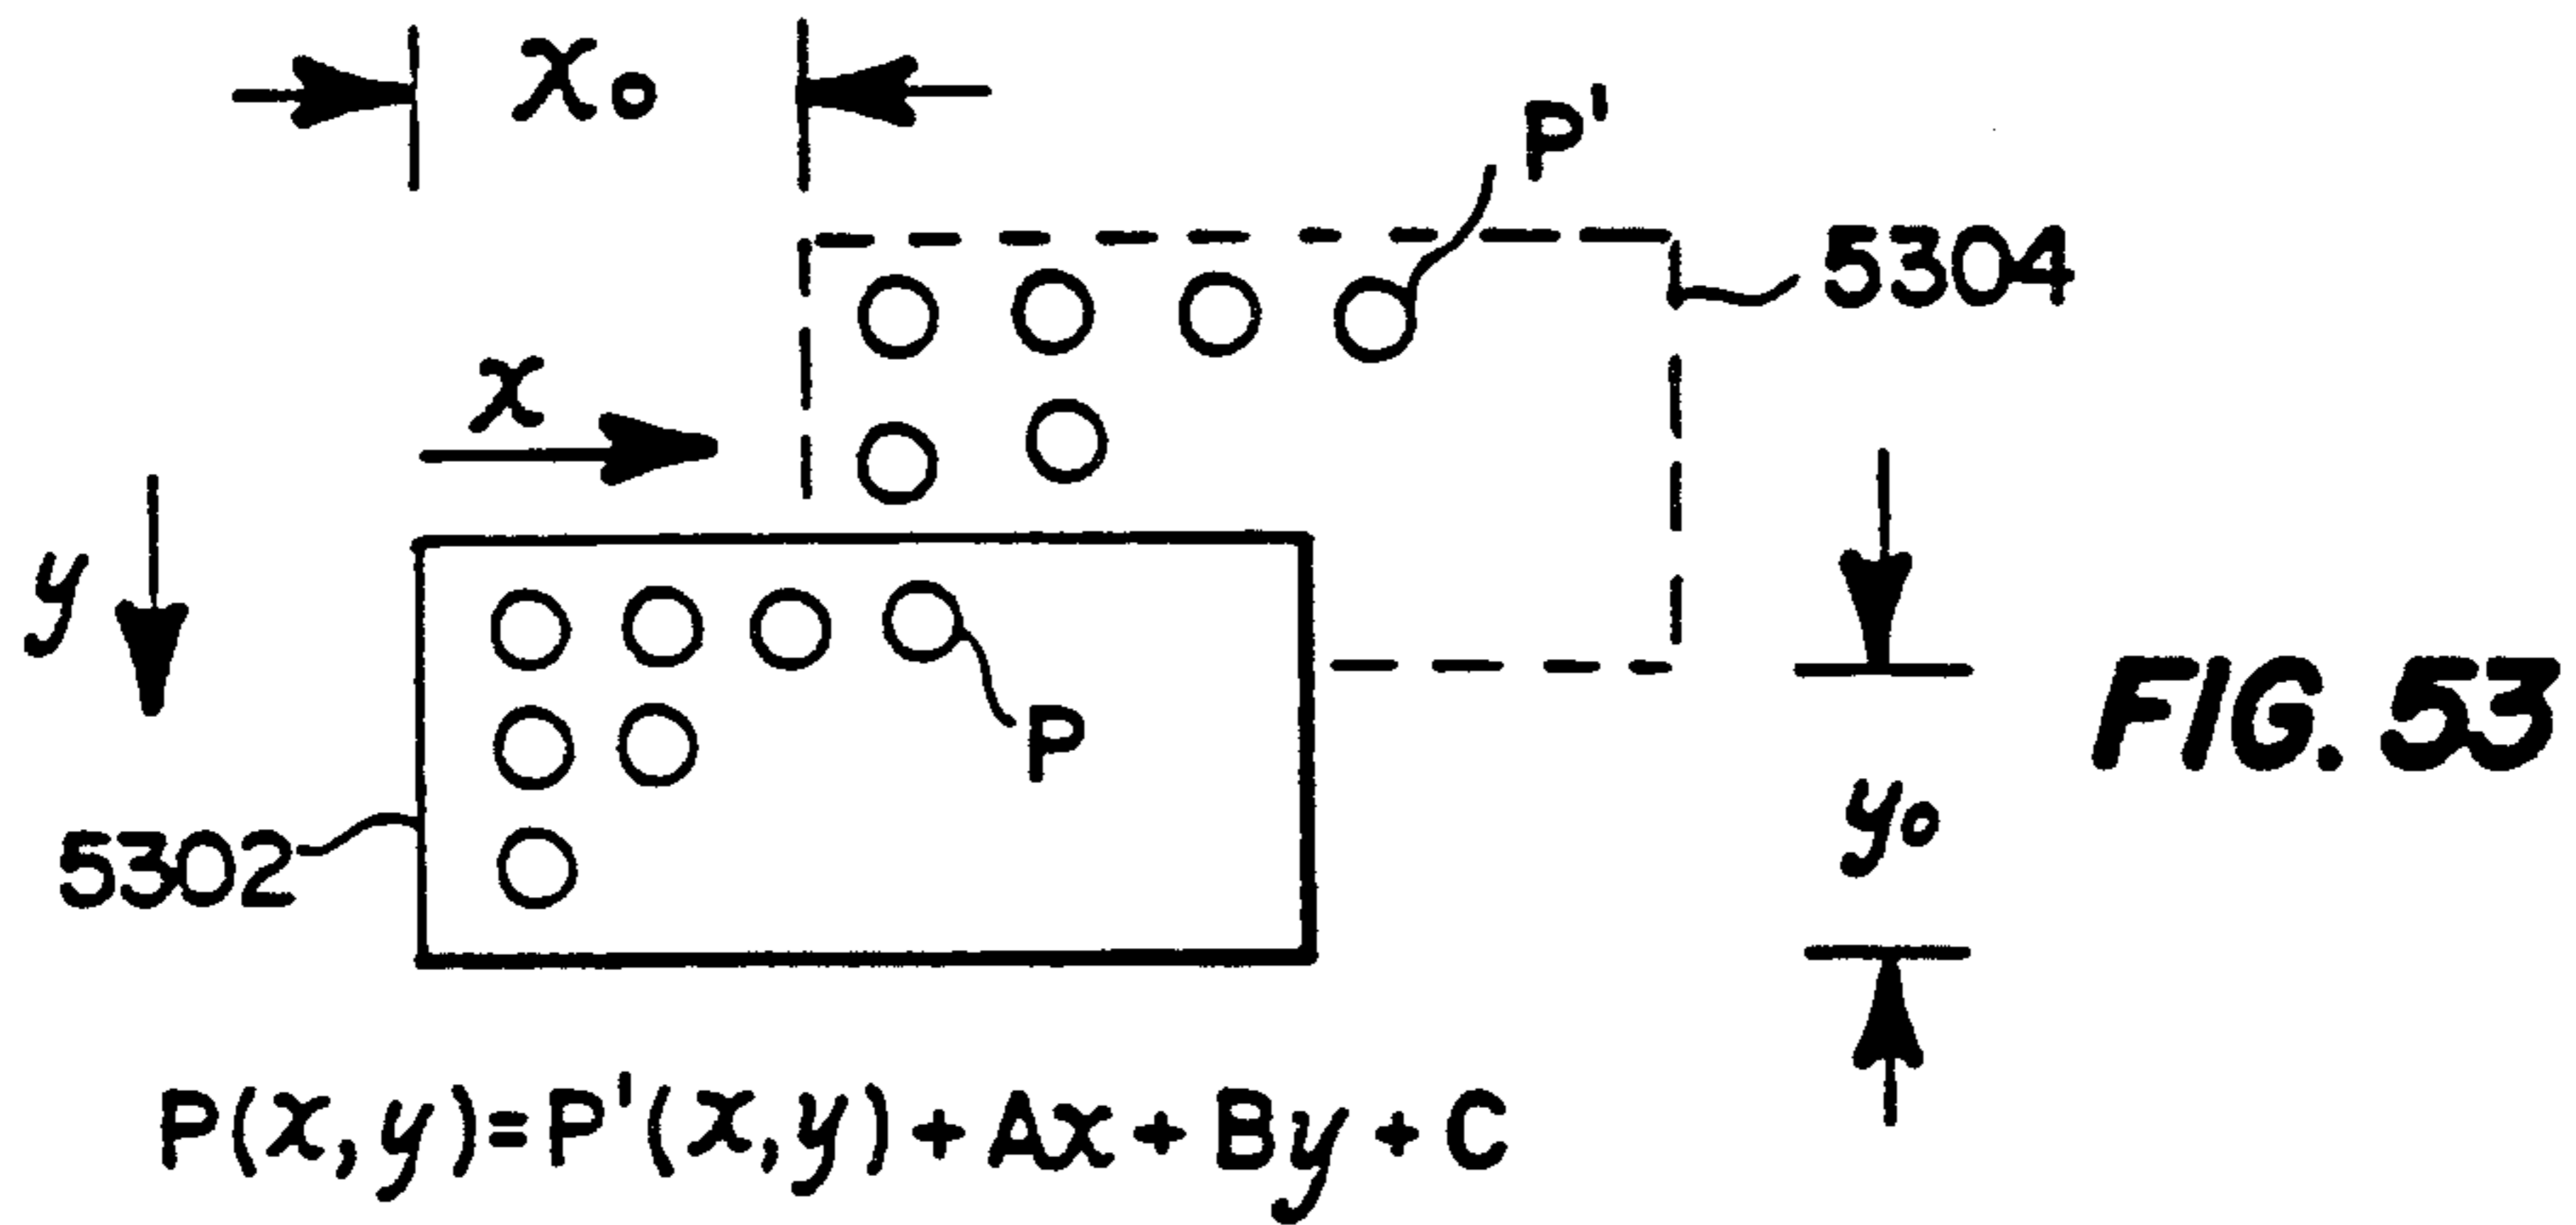 x₀
P'
5304
x
y
P
FIG. 53
5302
y₀
P(x,y)=P'(x,y)+Ax+By+C